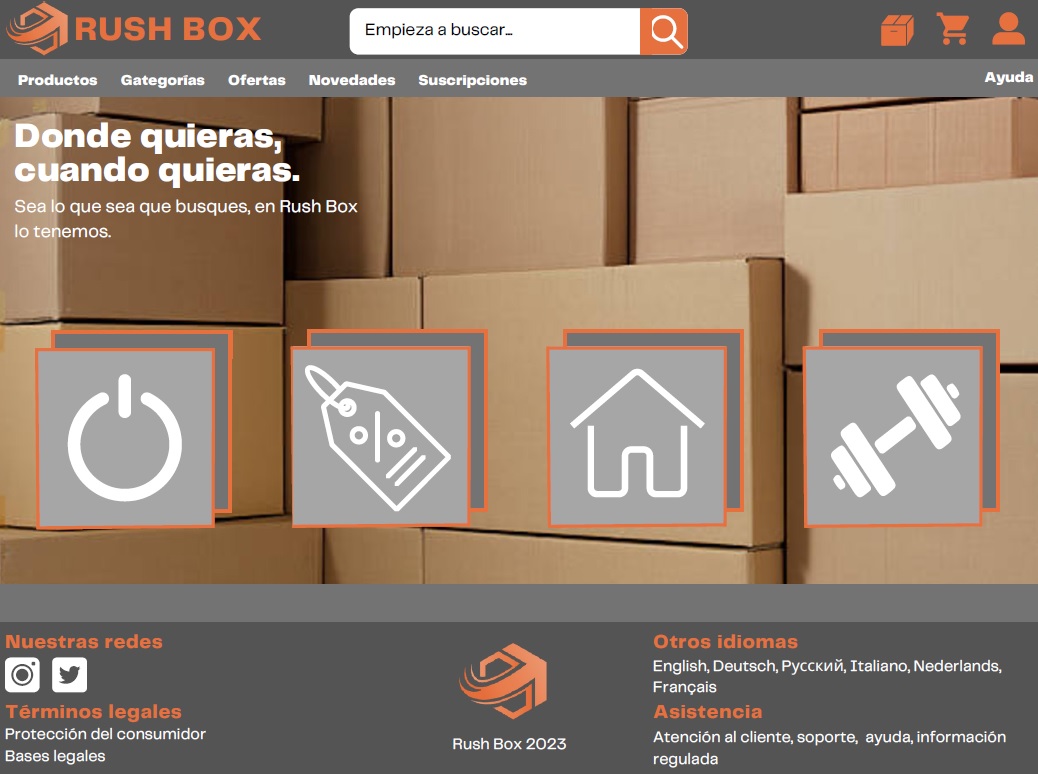 RUSH BOX
Empieza a buscar...
Productos Gategorías Ofertas Novedades Suscripciones Ayuda
Donde quieras,
cuando quieras.
Sea lo que sea que busques, en Rush Box
lo tenemos.
Nuestras redes
Términos legales
Protección del consumidor
Bases legales
Rush Box 2023
Otros idiomas
English, Deutsch, Русский, Italiano, Nederlands,
Français
Asistencia
Atención al cliente, soporte, ayuda, información
regulada